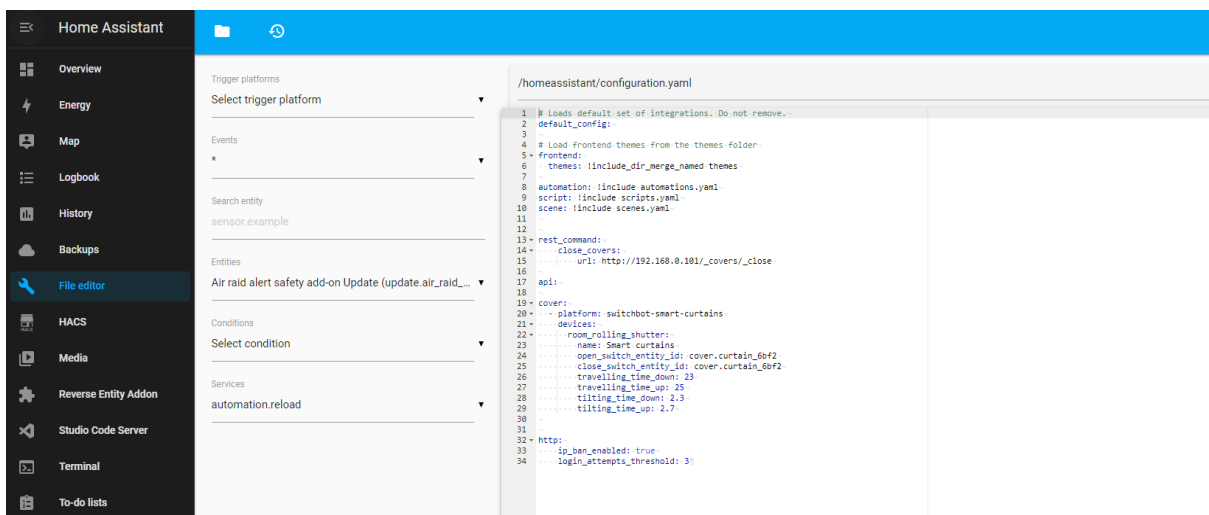 Home Assistant
Overview
Energy
Map
Logbook
History
Backups
File editor
HACS
HACS
Media
Reverse Entity Addon
Studio Code Server
Terminal
To-do lists
Trigger platforms
Select trigger platform
Events
*
Search entity
sensor.example
Entities
Air raid alert safety add-on Update (update.air_raid_...
Conditions
Select condition
Services
automation.reload
/homeassistant/configuration.yaml
1 # Loads default set of integrations. Do not remove.
2 default_config:
3
4 # Load frontend themes from the themes folder
5 frontend:
6   themes: !include_dir_merge_named themes
7
8 automation: !include automations.yaml
9 script: !include scripts.yaml
10 scene: !include scenes.yaml
11
12
13 rest_command:
14     close_covers:
15         url: http://192.168.0.101/_covers/_close
16
17 api:
18
19 cover:
20   - platform: switchbot-smart-curtains
21     devices:
22       room_rolling_shutter:
23         name: Smart curtains
24         open_switch_entity_id: cover.curtain_6bf2
25         close_switch_entity_id: cover.curtain_6bf2
26         travelling_time_down: 23
27         travelling_time_up: 25
28         tilting_time_down: 2.3
29         tilting_time_up: 2.7
30
31
32 http:
33     ip_ban_enabled: true
34     login_attempts_threshold: 3